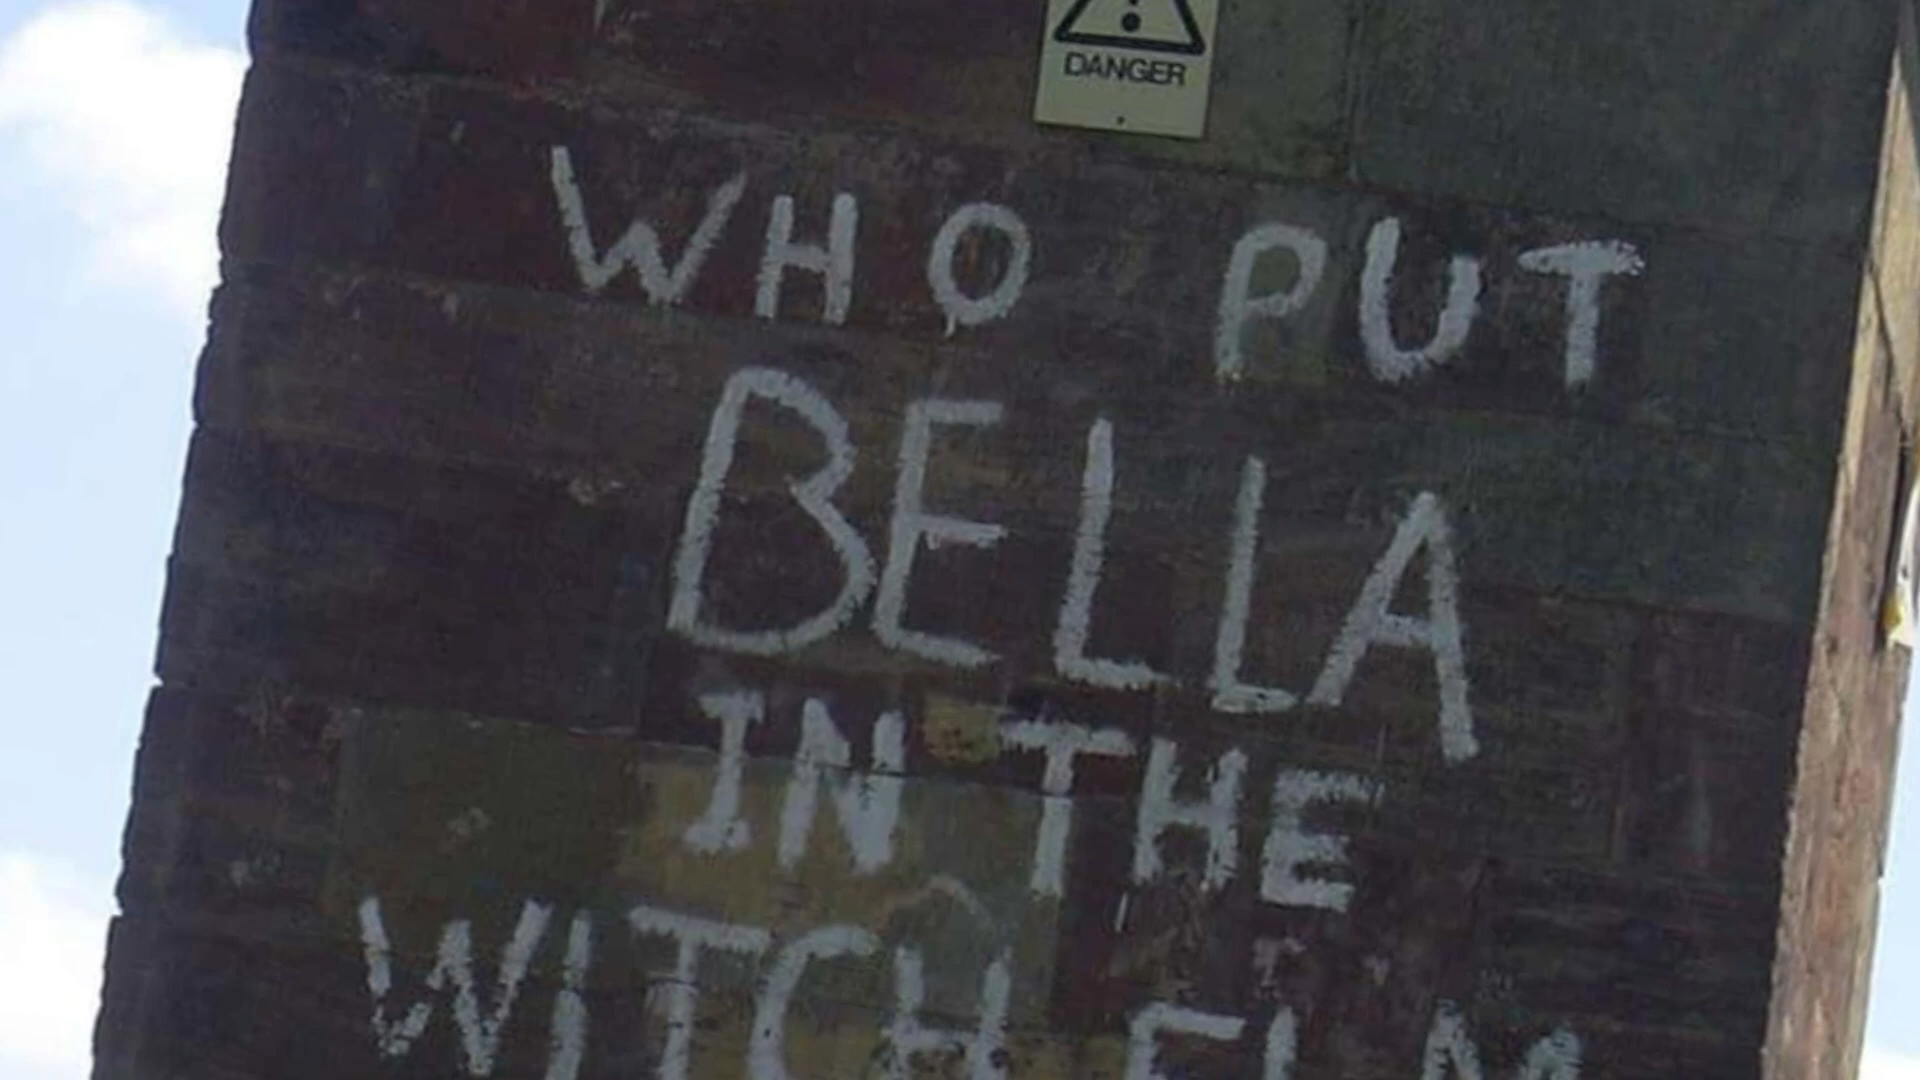 DANGER
WHO PUT
BELLA
IN THE
WITCH ELM